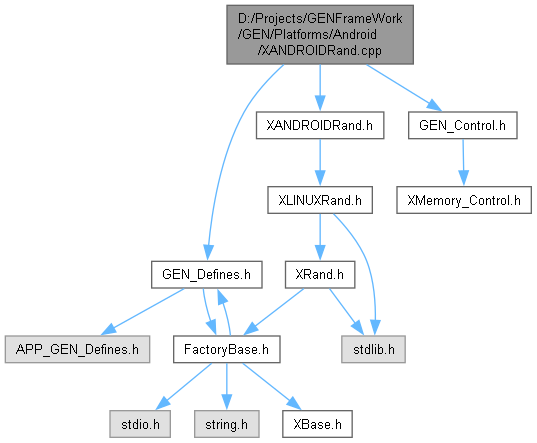 D:/Projects/GENFrameWork
/GEN/Platforms/Android
/XANDROIDRand.cpp
XANDROIDRand.h
GEN_Control.h
XLINUXRand.h
XMemory_Control.h
GEN_Defines.h
XRand.h
APP_GEN_Defines.h
FactoryBase.h
stdlib.h
stdio.h
string.h
XBase.h